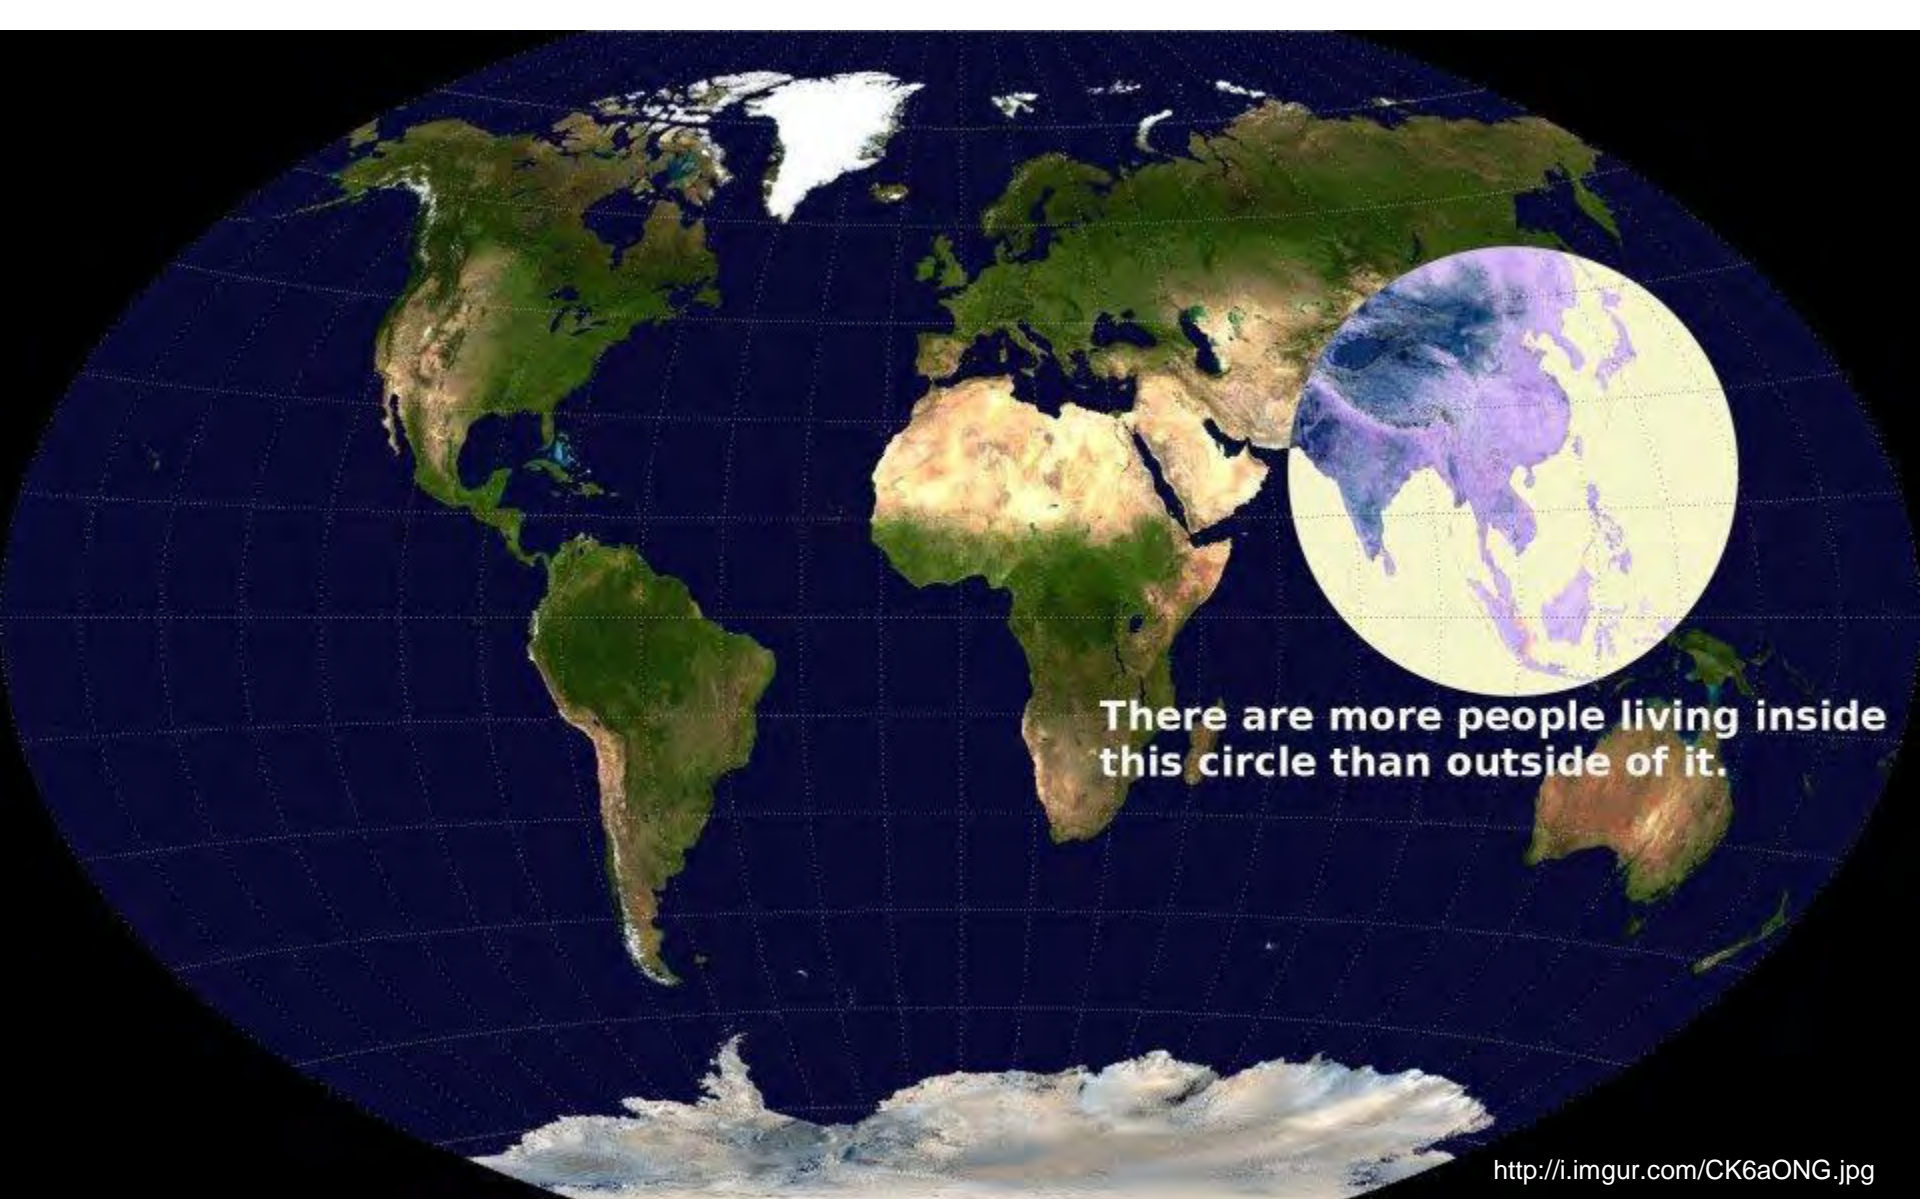 There are more people living inside
this circle than outside of it.
http://i.imgur.com/CK6aONG.jpg